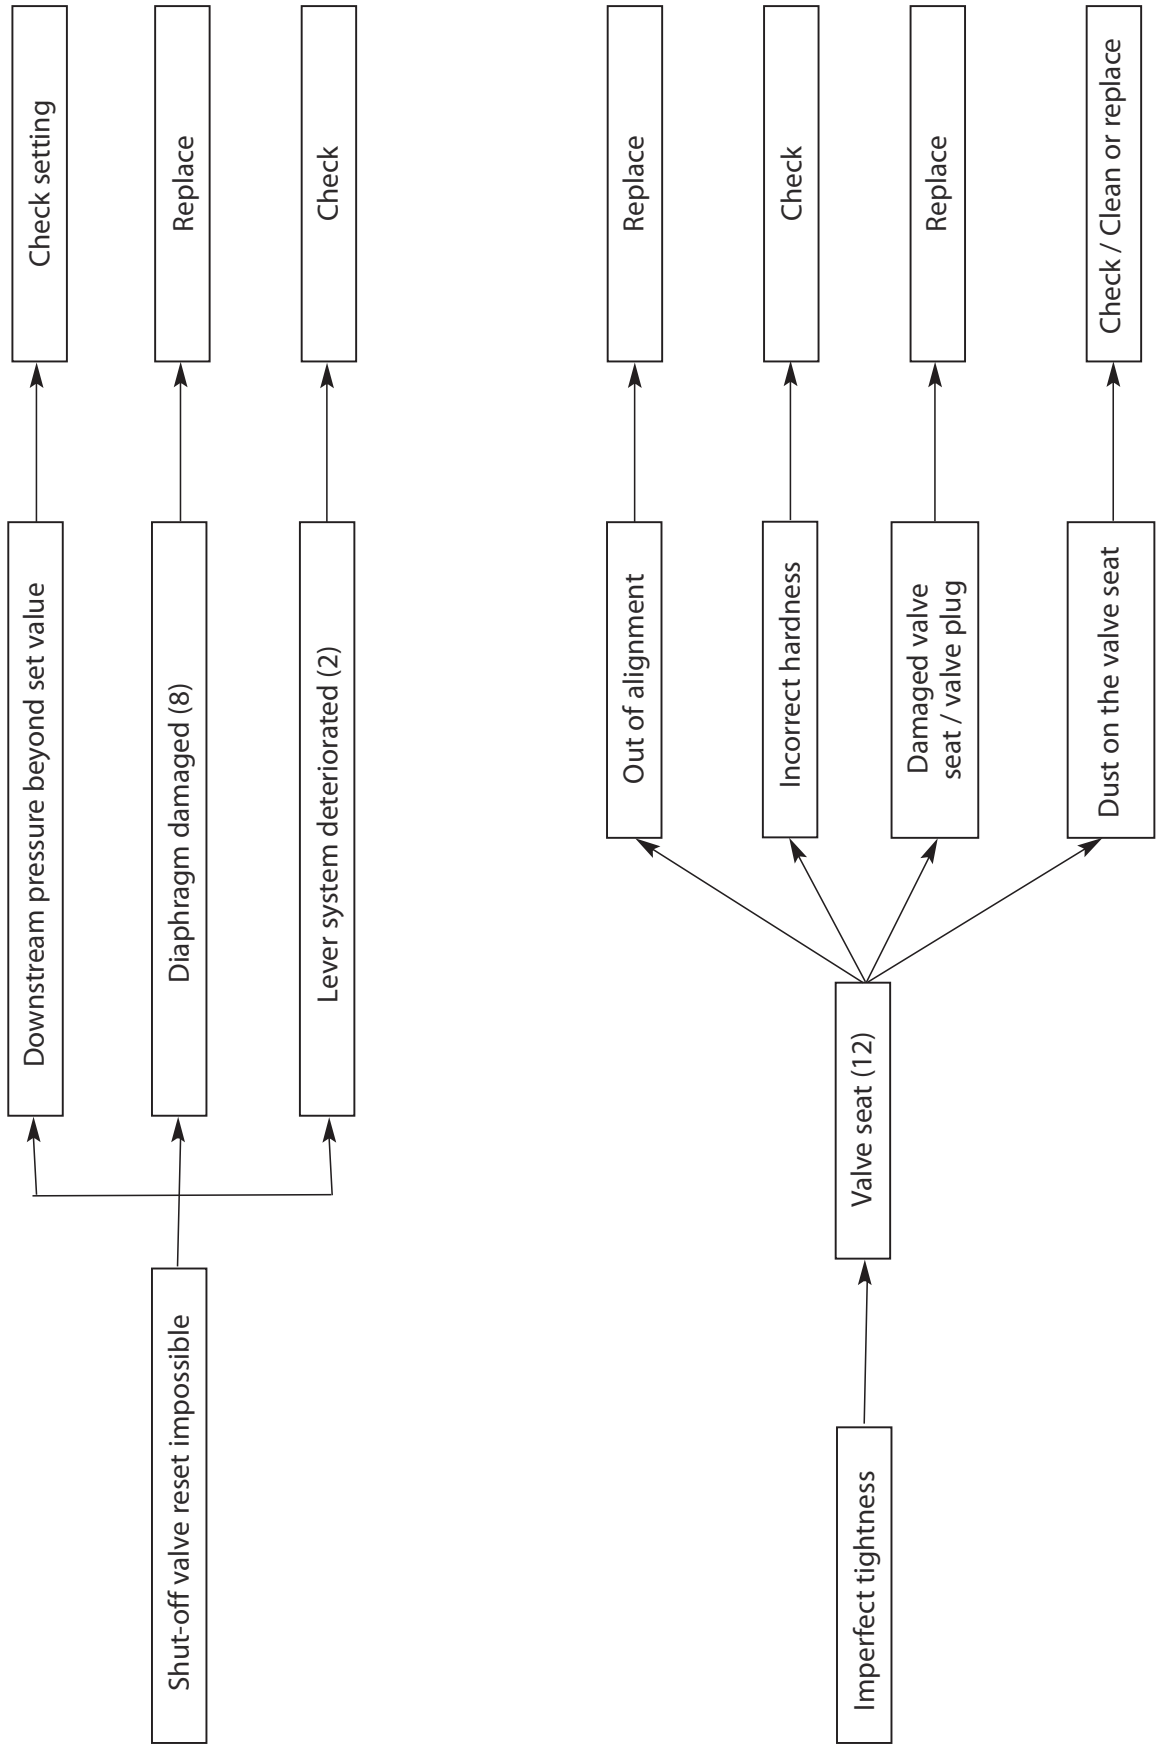 Shut-off valve reset impossible
Downstream pressure beyond set value
Check setting
Diaphragm damaged (8)
Replace
Lever system deteriorated (2)
Check
Imperfect tightness
Valve seat (12)
Out of alignment
Replace
Incorrect hardness
Check
Damaged valve
seat / valve plug
Replace
Dust on the valve seat
Check / Clean or replace